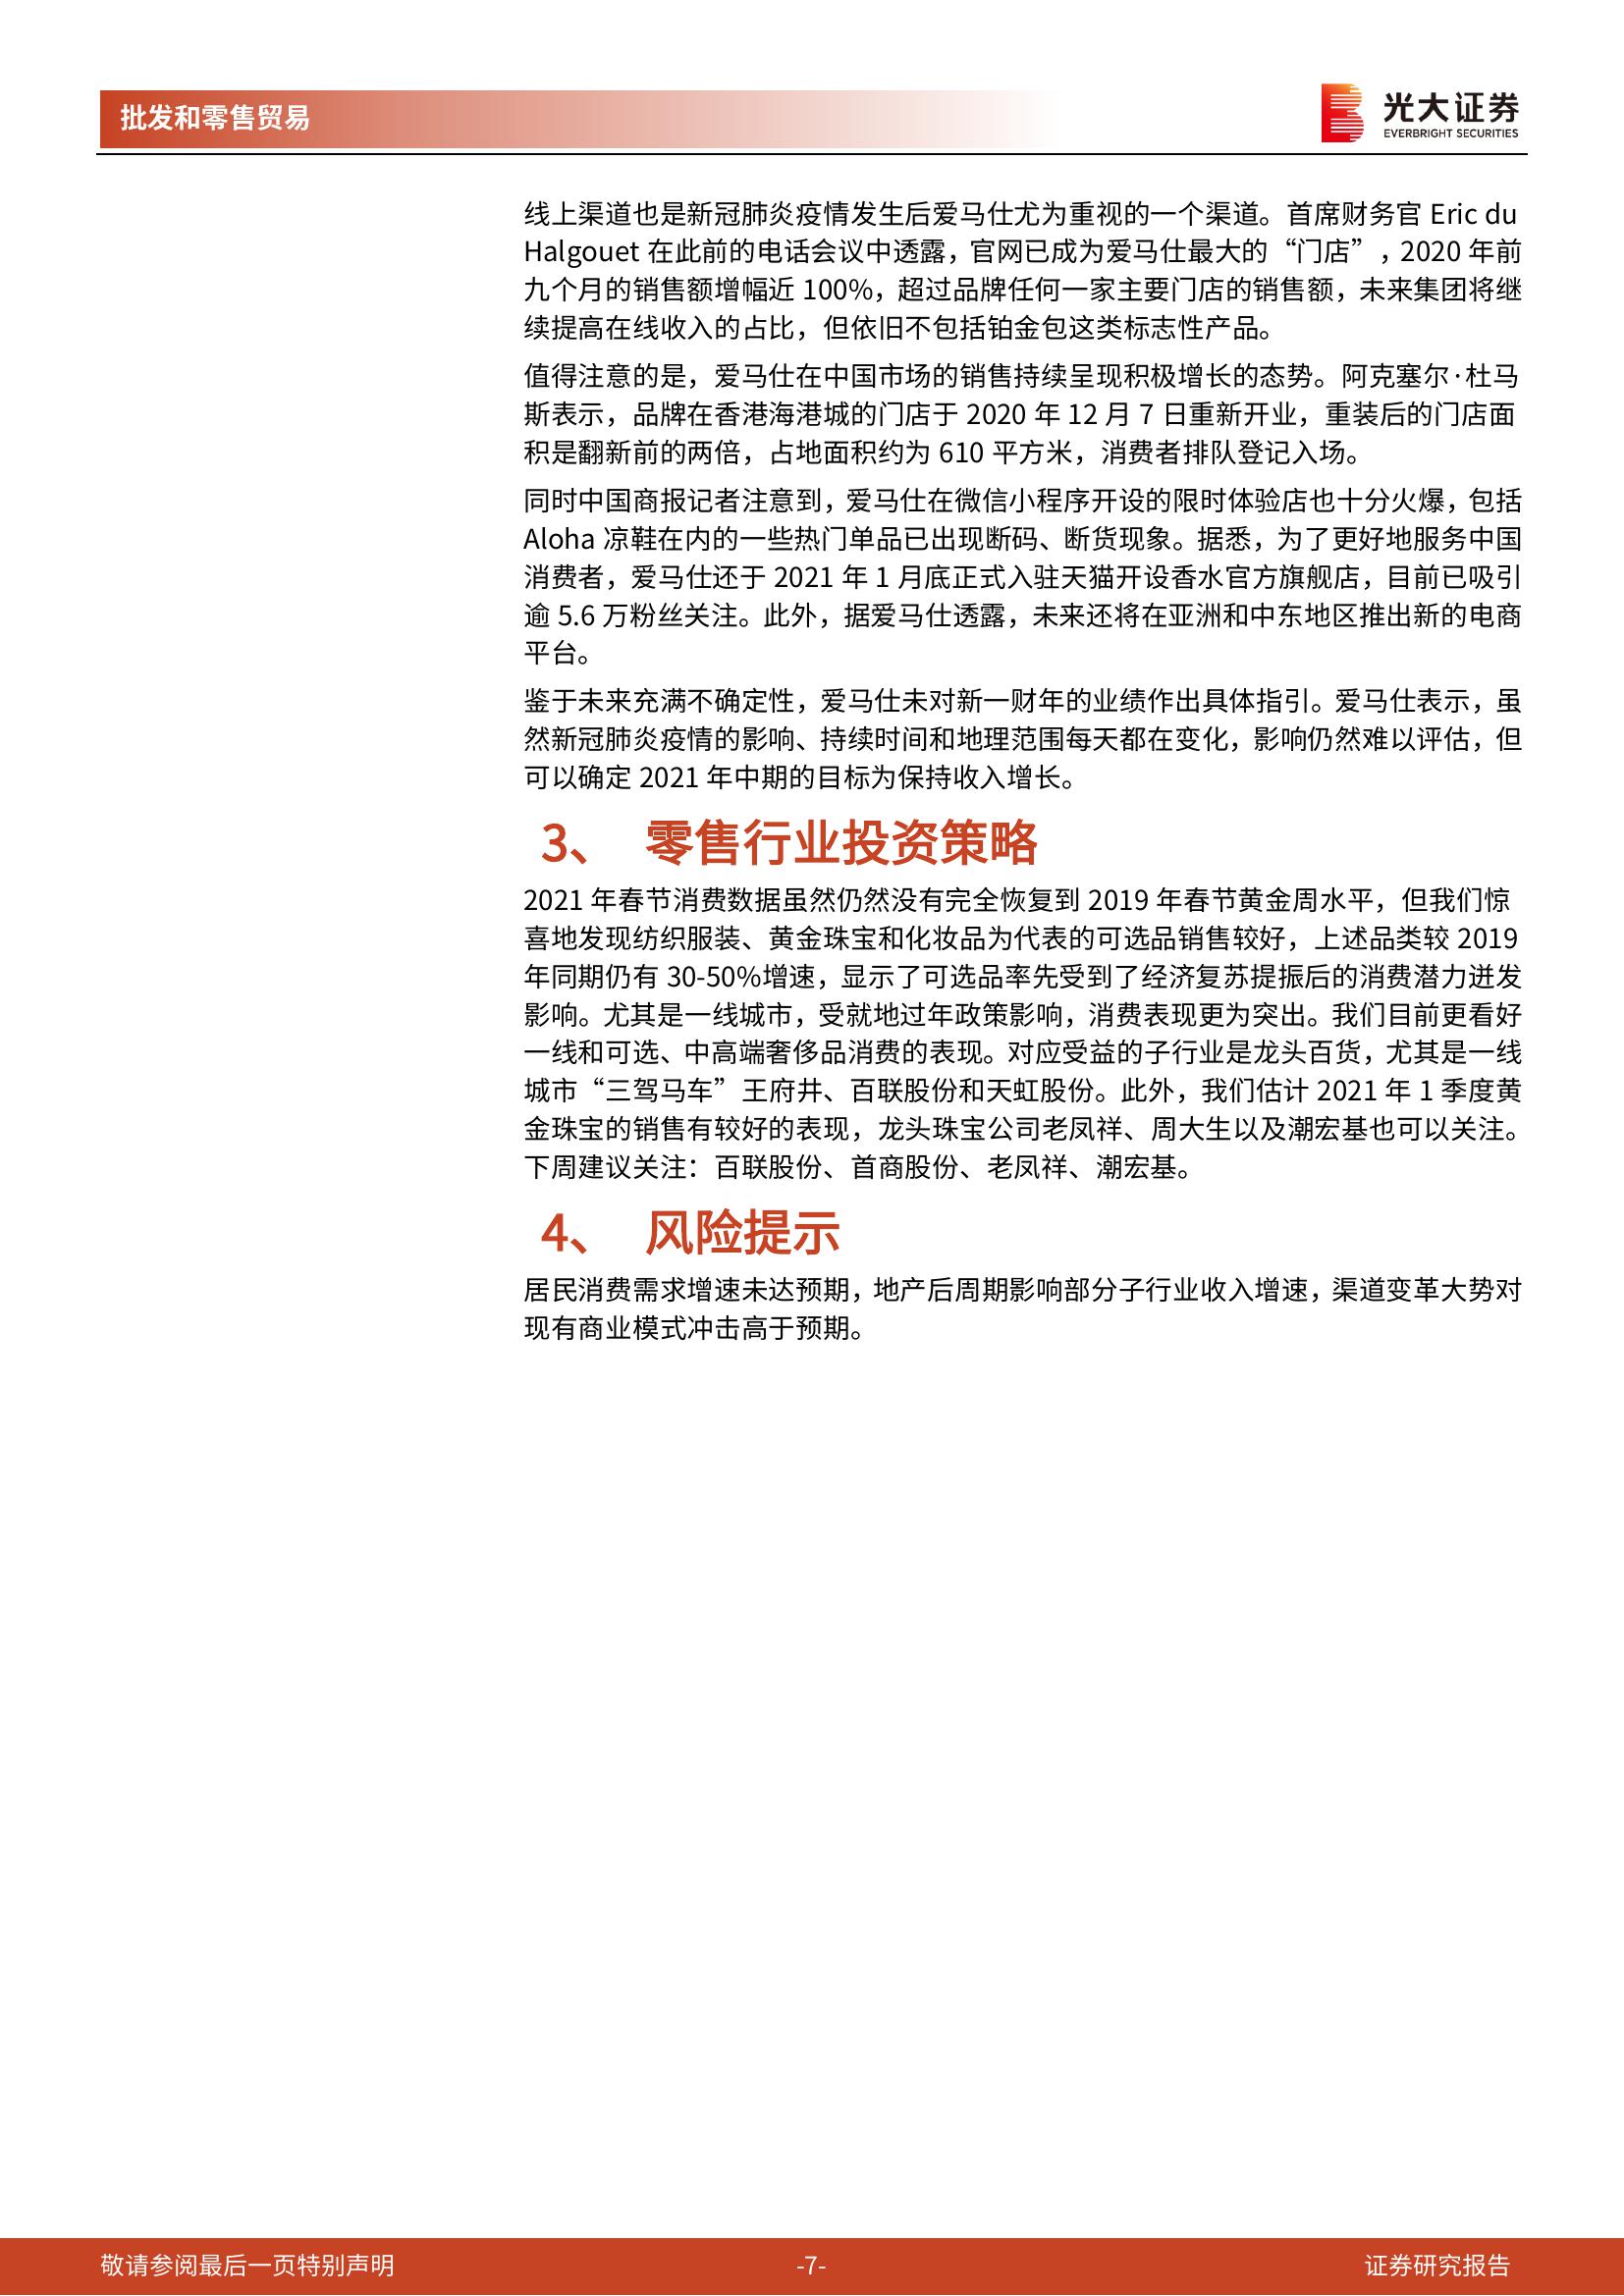 批发和零售贸易
光大证券
EVERBRIGHT SECURITIES
线上渠道也是新冠肺炎疫情发生后爱马仕尤为重视的一个渠道。首席财务官 Eric du
Halgouet 在此前的电话会议中透露，官网已成为爱马仕最大的“门店”，2020 年前
九个月的销售额增幅近 100%，超过品牌任何一家主要门店的销售额，未来集团将继
续提高在线收入的占比，但依旧不包括铂金包这类标志性产品。
值得注意的是，爱马仕在中国市场的销售持续呈现积极增长的态势。阿克塞尔·杜马
斯表示，品牌在香港海港城的门店于 2020 年 12 月 7 日重新开业，重装后的门店面
积是翻新前的两倍，占地面积约为 610 平方米，消费者排队登记入场。
同时中国商报记者注意到，爱马仕在微信小程序开设的限时体验店也十分火爆，包括
Aloha 凉鞋在内的一些热门单品已出现断码、断货现象。据悉，为了更好地服务中国
消费者，爱马仕还于 2021 年 1 月底正式入驻天猫开设香水官方旗舰店，目前已吸引
逾 5.6 万粉丝关注。此外，据爱马仕透露，未来还将在亚洲和中东地区推出新的电商
平台。
鉴于未来充满不确定性，爱马仕未对新一财年的业绩作出具体指引。爱马仕表示，虽
然新冠肺炎疫情的影响、持续时间和地理范围每天都在变化，影响仍然难以评估，但
可以确定 2021 年中期的目标为保持收入增长。
3、 零售行业投资策略
2021 年春节消费数据虽然仍然没有完全恢复到 2019 年春节黄金周水平，但我们惊
喜地发现纺织服装、黄金珠宝和化妆品为代表的可选品销售较好，上述品类较 2019
年同期仍有 30-50%增速，显示了可选品率先受到了经济复苏提振后的消费潜力迸发
影响。尤其是一线城市，受就地过年政策影响，消费表现更为突出。我们目前更看好
一线和可选、中高端奢侈品消费的表现。对应受益的子行业是龙头百货，尤其是一线
城市“三驾马车”王府井、百联股份和天虹股份。此外，我们估计 2021 年 1 季度黄
金珠宝的销售有较好的表现，龙头珠宝公司老凤祥、周大生以及潮宏基也可以关注。
下周建议关注：百联股份、首商股份、老凤祥、潮宏基。
4、 风险提示
居民消费需求增速未达预期，地产后周期影响部分子行业收入增速，渠道变革大势对
现有商业模式冲击高于预期。
敬请参阅最后一页特别声明
-7-
证券研究报告